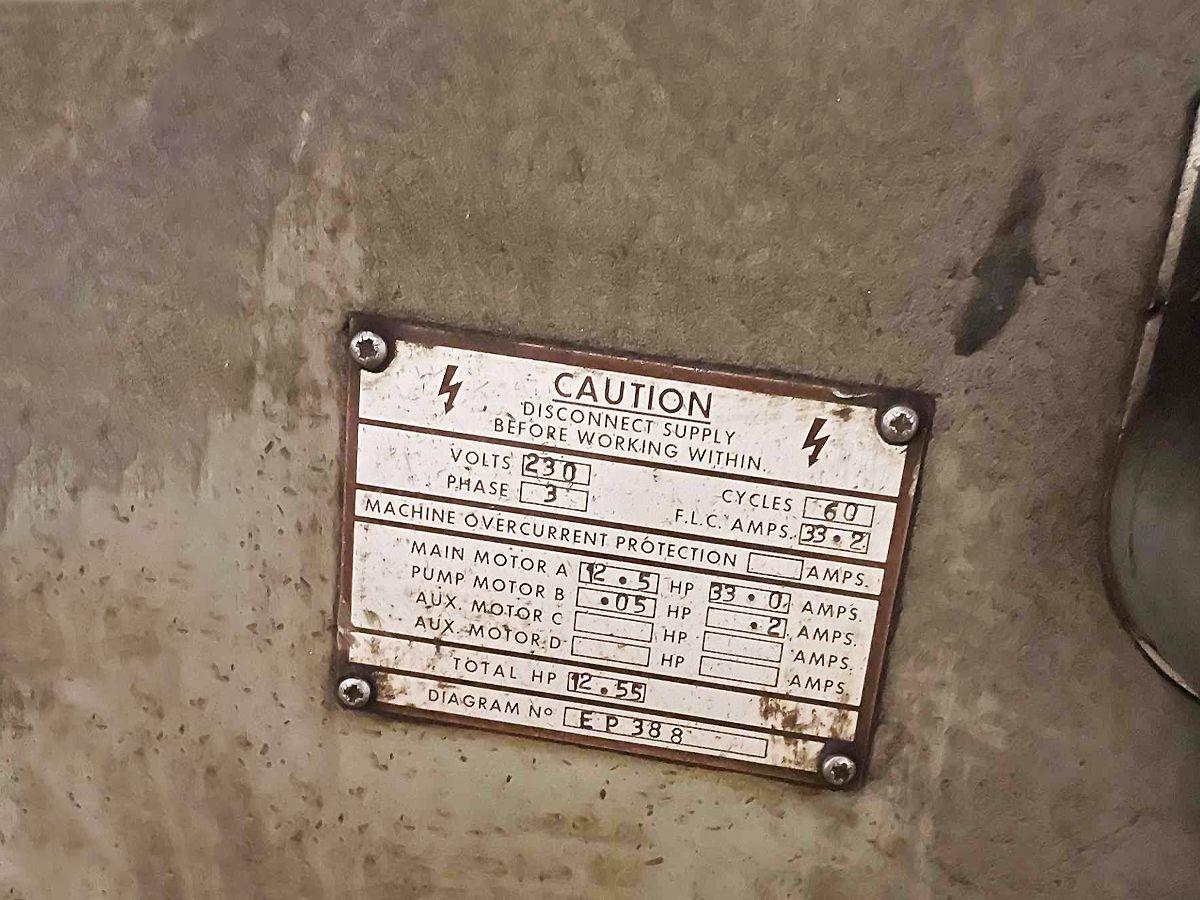 CAUTION
DISCONNECT SUPPLY
BEFORE WORKING WITHIN.
VOLTS 230 CYCLES 60
PHASE 3 F.L.C. AMPS. 33.2
MACHINE OVERCURRENT PROTECTION AMPS.
MAIN MOTOR A 12.5 HP 33.0 AMPS.
PUMP MOTOR B .05 HP .2 AMPS.
AUX. MOTOR C HP AMPS.
AUX. MOTOR D HP AMPS.
TOTAL HP 12.55
DIAGRAM No EP388